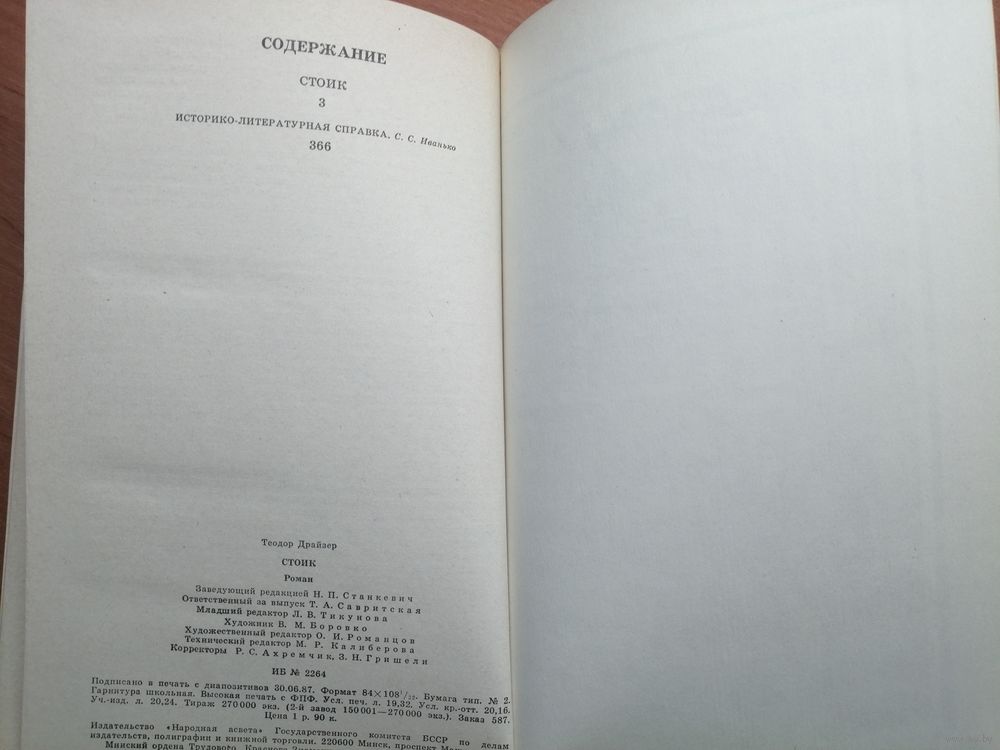 СОДЕРЖАНИЕ
СТОИК
3
ИСТОРИКО-ЛИТЕРАТУРНАЯ СПРАВКА. С. С. Иванько
366
Теодор Драйзер
СТОИК
Роман
Заведующий редакцией Н. П. Станкевич
Ответственный за выпуск Т. А. Савритская
Младший редактор Л. В. Тикунова
Художник В. М. Боровко
Художественный редактор О. И. Романцов
Технический редактор М. Р. Калиберова
Корректоры Р. С. Ахремчик, З. Н. Гришели
ИБ № 2264
Подписано в печать с диапозитивов 30.06.87. Формат 84×108¹/₃₂. Бумага тип. № 2.
Гарнитура школьная. Высокая печать с ФПФ. Усл. печ. л. 19,32. Усл. кр.-отт. 20,16.
Уч.-изд. л. 20,24. Тираж 270 000 экз. (2-й завод 150 001—270 000 экз.). Заказ 587.
Цена 1 р. 90 к.
Издательство «Народная асвета» Государственного комитета БССР по делам
издательств, полиграфии и книжной торговли. 220600 Минск, проспект
Минский ордена Трудового Красного